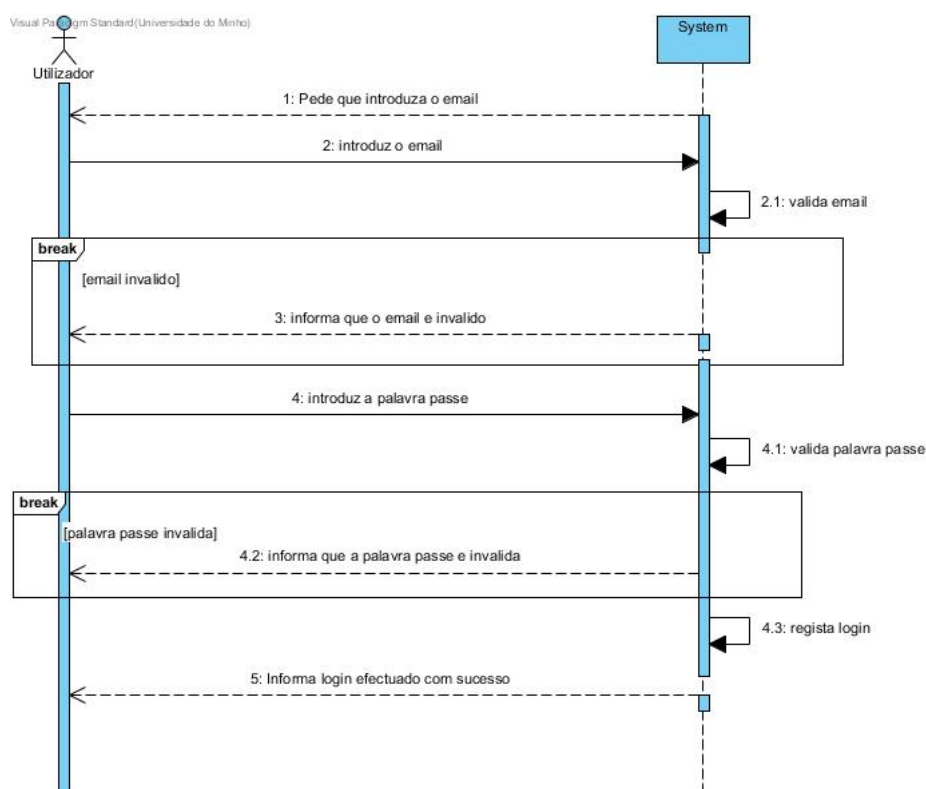 Visual Paradigm Standard(Universidade do Minho)
System
Utilizador
1: Pede que introduza o email
2: introduz o email
2.1: valida email
break
[email invalido]
3: informa que o email e invalido
4: introduz a palavra passe
4.1: valida palavra passe
break
[palavra passe invalida]
4.2: informa que a palavra passe e invalida
4.3: regista login
5: Informa login efectuado com sucesso